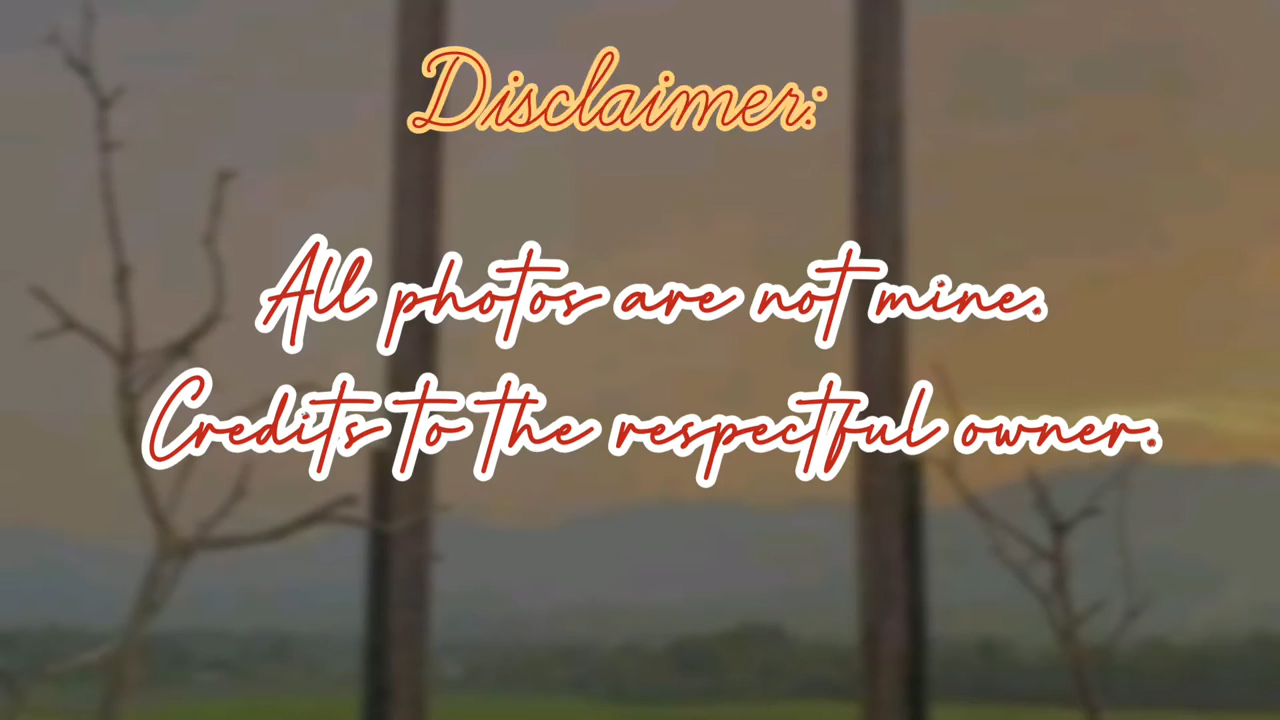 Disclaimer:
All photos are not mine.
Credits to the respectful owner.